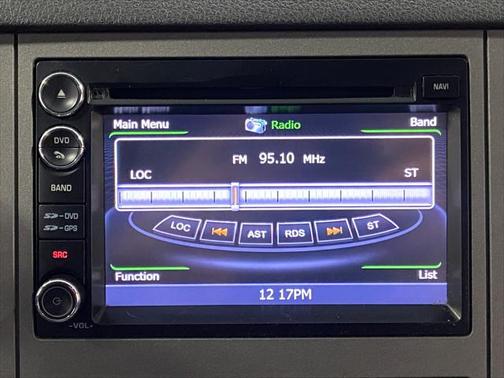 NAVI
DVD
BAND
SD-DVD
SD-GPS
SRC
-VOL-
Main Menu Radio Band
FM 95.10 MHz
LOC ST
LOC AST RDS ST
Function List
12 17PM